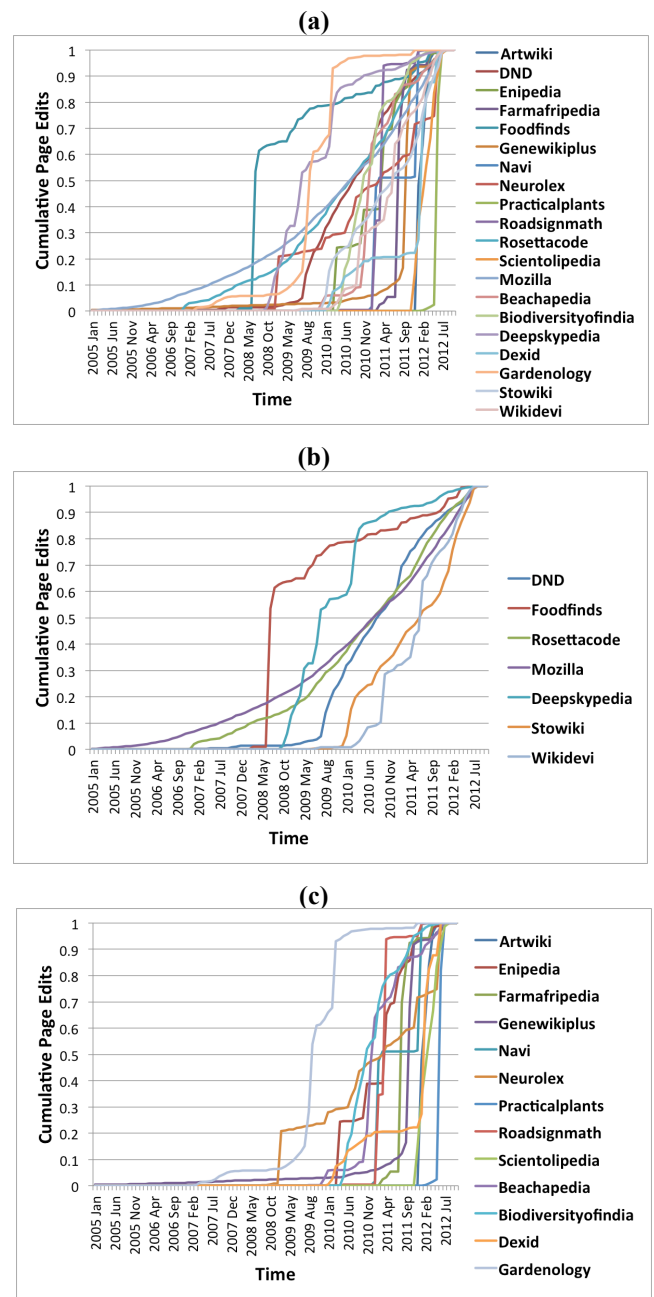 (a)
Cumulative Page Edits
1
0.9
0.8
0.7
0.6
0.5
0.4
0.3
0.2
0.1
0
2005 Jan
2005 Jun
2005 Nov
2006 Apr
2006 Sep
2007 Feb
2007 Jul
2007 Dec
2008 May
2008 Oct
2009 May
2009 Aug
2010 Jan
2010 Jun
2010 Nov
2011 Apr
2011 Sep
2012 Feb
2012 Jul
Time
Artwiki
DND
Enipedia
Farmafripedia
Foodfinds
Genewikiplus
Navi
Neurolex
Practicalplants
Roadsignmath
Rosettacode
Scientolipedia
Mozilla
Beachapedia
Biodiversityofindia
Deepskypedia
Dexid
Gardenology
Stowiki
Wikidevi
(b)
Cumulative Page Edits
1
0.9
0.8
0.7
0.6
0.5
0.4
0.3
0.2
0.1
0
2005 Jan
2005 Jun
2005 Nov
2006 Apr
2006 Sep
2007 Feb
2007 Jul
2007 Dec
2008 May
2008 Oct
2009 May
2009 Aug
2010 Jan
2010 Jun
2010 Nov
2011 Apr
2011 Sep
2012 Feb
2012 Jul
Time
DND
Foodfinds
Rosettacode
Mozilla
Deepskypedia
Stowiki
Wikidevi
(c)
Cumulative Page Edits
1
0.9
0.8
0.7
0.6
0.5
0.4
0.3
0.2
0.1
0
2005 Jan
2005 Jun
2005 Nov
2006 Apr
2006 Sep
2007 Feb
2007 Jul
2007 Dec
2008 May
2008 Oct
2009 May
2009 Aug
2010 Jan
2010 Jun
2010 Nov
2011 Apr
2011 Sep
2012 Feb
2012 Jul
Time
Artwiki
Enipedia
Farmafripedia
Genewikiplus
Navi
Neurolex
Practicalplants
Roadsignmath
Scientolipedia
Beachapedia
Biodiversityofindia
Dexid
Gardenology